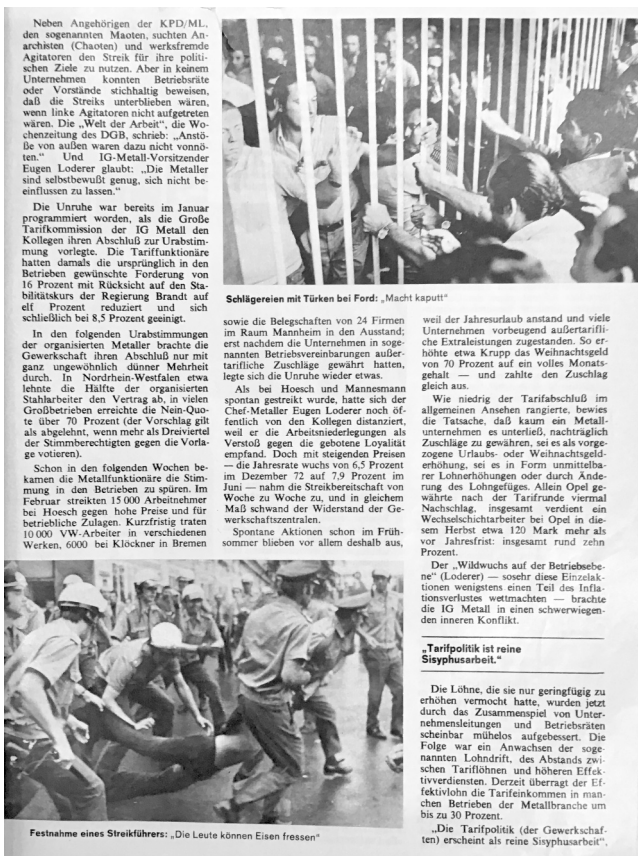 Neben Angehörigen der KPD/ML,
den sogenannten Maoten, suchten An-
archisten (Chaoten) und werksfremde
Agitatoren den Streik für ihre politi-
schen Ziele zu nutzen. Aber in keinem
Unternehmen konnten Betriebsräte
oder Vorstände stichhaltig beweisen,
daß die Streiks unterblieben wären,
wenn linke Agitatoren nicht aufgetreten
wären. Die „Welt der Arbeit“, die Wo-
chenzeitung des DGB, schrieb: „Anstö-
ße von außen waren dazu nicht vonnö-
ten.“ Und IG-Metall-Vorsitzender
Eugen Loderer glaubt: „Die Metaller
sind selbstbewußt genug, sich nicht be-
einflussen zu lassen.“
Die Unruhe war bereits im Januar
programmiert worden, als die Große
Tarifkommission der IG Metall den
Kollegen ihren Abschluß zur Urabstim-
mung vorlegte. Die Tariffunktionäre
hatten damals die ursprünglich in den
Betrieben gewünschte Forderung von
16 Prozent mit Rücksicht auf den Sta-
bilitätskurs der Regierung Brandt auf
elf Prozent reduziert und sich
schließlich bei 8,5 Prozent geeinigt.
In den folgenden Urabstimmungen
der organisierten Metaller brachte die
Gewerkschaft ihren Abschluß nur mit
ganz ungewöhnlich dünner Mehrheit
durch. In Nordrhein-Westfalen etwa
lehnte die Hälfte der organisierten
Stahlarbeiter den Vertrag ab, in vielen
Großbetrieben erreichte die Nein-Quo-
te über 70 Prozent (der Vorschlag gilt
als abgelehnt, wenn mehr als Dreiviertel
der Stimmberechtigten gegen die Vorla-
ge votieren).
Schon in den folgenden Wochen be-
kamen die Metallfunktionäre die Stim-
mung in den Betrieben zu spüren. Im
Februar streikten 15 000 Arbeitnehmer
bei Hoesch gegen hohe Preise und für
betriebliche Zulagen. Kurzfristig traten
10 000 VW-Arbeiter in verschiedenen
Werken, 6000 bei Klöckner in Bremen
Schlägereien mit Türken bei Ford: „Macht kaputt“
sowie die Belegschaften von 24 Firmen
im Raum Mannheim in den Ausstand;
erst nachdem die Unternehmen in soge-
nannten Betriebsvereinbarungen außer-
tarifliche Zuschläge gewährt hatten,
legte sich die Unruhe wieder etwas.
Als bei Hoesch und Mannesmann
spontan gestreikt wurde, hatte sich der
Chef-Metaller Eugen Loderer noch öf-
fentlich von den Kollegen distanziert,
weil er die Arbeitsniederlegungen als
Verstoß gegen die gebotene Loyalität
empfand. Doch mit steigenden Preisen
— die Jahresrate wuchs von 6,5 Prozent
im Dezember 72 auf 7,9 Prozent im
Juni — nahm die Streikbereitschaft von
Woche zu Woche zu, und in gleichem
Maß schwand der Widerstand der Ge-
werkschaftszentralen.
Spontane Aktionen schon im Früh-
sommer blieben vor allem deshalb aus,
weil der Jahresurlaub anstand und viele
Unternehmen vorbeugend außertarifli-
che Extraleistungen zugestanden. So er-
höhte etwa Krupp das Weihnachtsgeld
von 70 Prozent auf ein volles Monats-
gehalt — und zahlte den Zuschlag
gleich aus.
Wie niedrig der Tarifabschluß im
allgemeinen Ansehen rangierte, bewies
die Tatsache, daß kaum ein Metall-
unternehmen es unterließ, nachträglich
Zuschläge zu gewähren, sei es als vorge-
zogene Urlaubs- oder Weihnachtsgeld-
erhöhung, sei es in Form unmittelba-
rer Lohnerhöhungen oder durch Ände-
rung des Lohngefüges. Allein Opel ge-
währte nach der Tarifrunde viermal
Nachschlag, insgesamt verdient ein
Wechselschichtarbeiter bei Opel in die-
sem Herbst etwa 120 Mark mehr als
vor Jahresfrist: insgesamt rund zehn
Prozent.
Der „Wildwuchs auf der Betriebsebe-
ne“ (Loderer) — sosehr diese Einzelak-
tionen wenigstens einen Teil des Infla-
tionsverlustes wettmachten — brachte
die IG Metall in einen schwerwiegen-
den inneren Konflikt.
„Tarifpolitik ist reine
Sisyphusarbeit.“
Die Löhne, die sie nur geringfügig zu
erhöhen vermocht hatte, wurden jetzt
durch das Zusammenspiel von Unter-
nehmensleitungen und Betriebsräten
scheinbar mühelos aufgebessert. Die
Folge war ein Anwachsen der soge-
nannten Lohndrift, des Abstands zwi-
schen Tariflöhnen und höheren Effek-
tivverdiensten. Derzeit überragt der Ef-
fektivlohn die Tarifeinkommen in man-
chen Betrieben der Metallbranche um
bis zu 30 Prozent.
„Die Tarifpolitik (der Gewerkschaf-
ten) erscheint als reine Sisyphusarbeit“,
Festnahme eines Streikführers: „Die Leute können Eisen fressen“